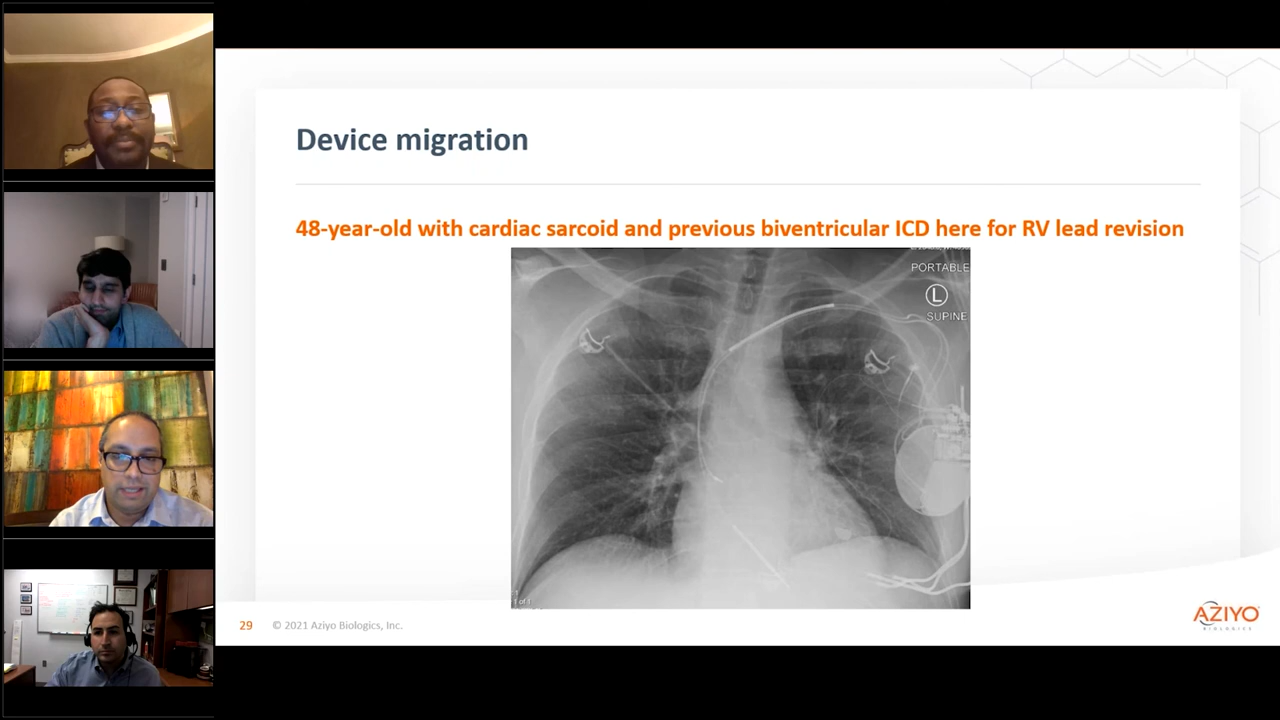 Device migration
48-year-old with cardiac sarcoid and previous biventricular ICD here for RV lead revision
PORTABLE
L
SUPINE
29 © 2021 Aziyo Biologics, Inc.
AZIYO
BIOLOGICS